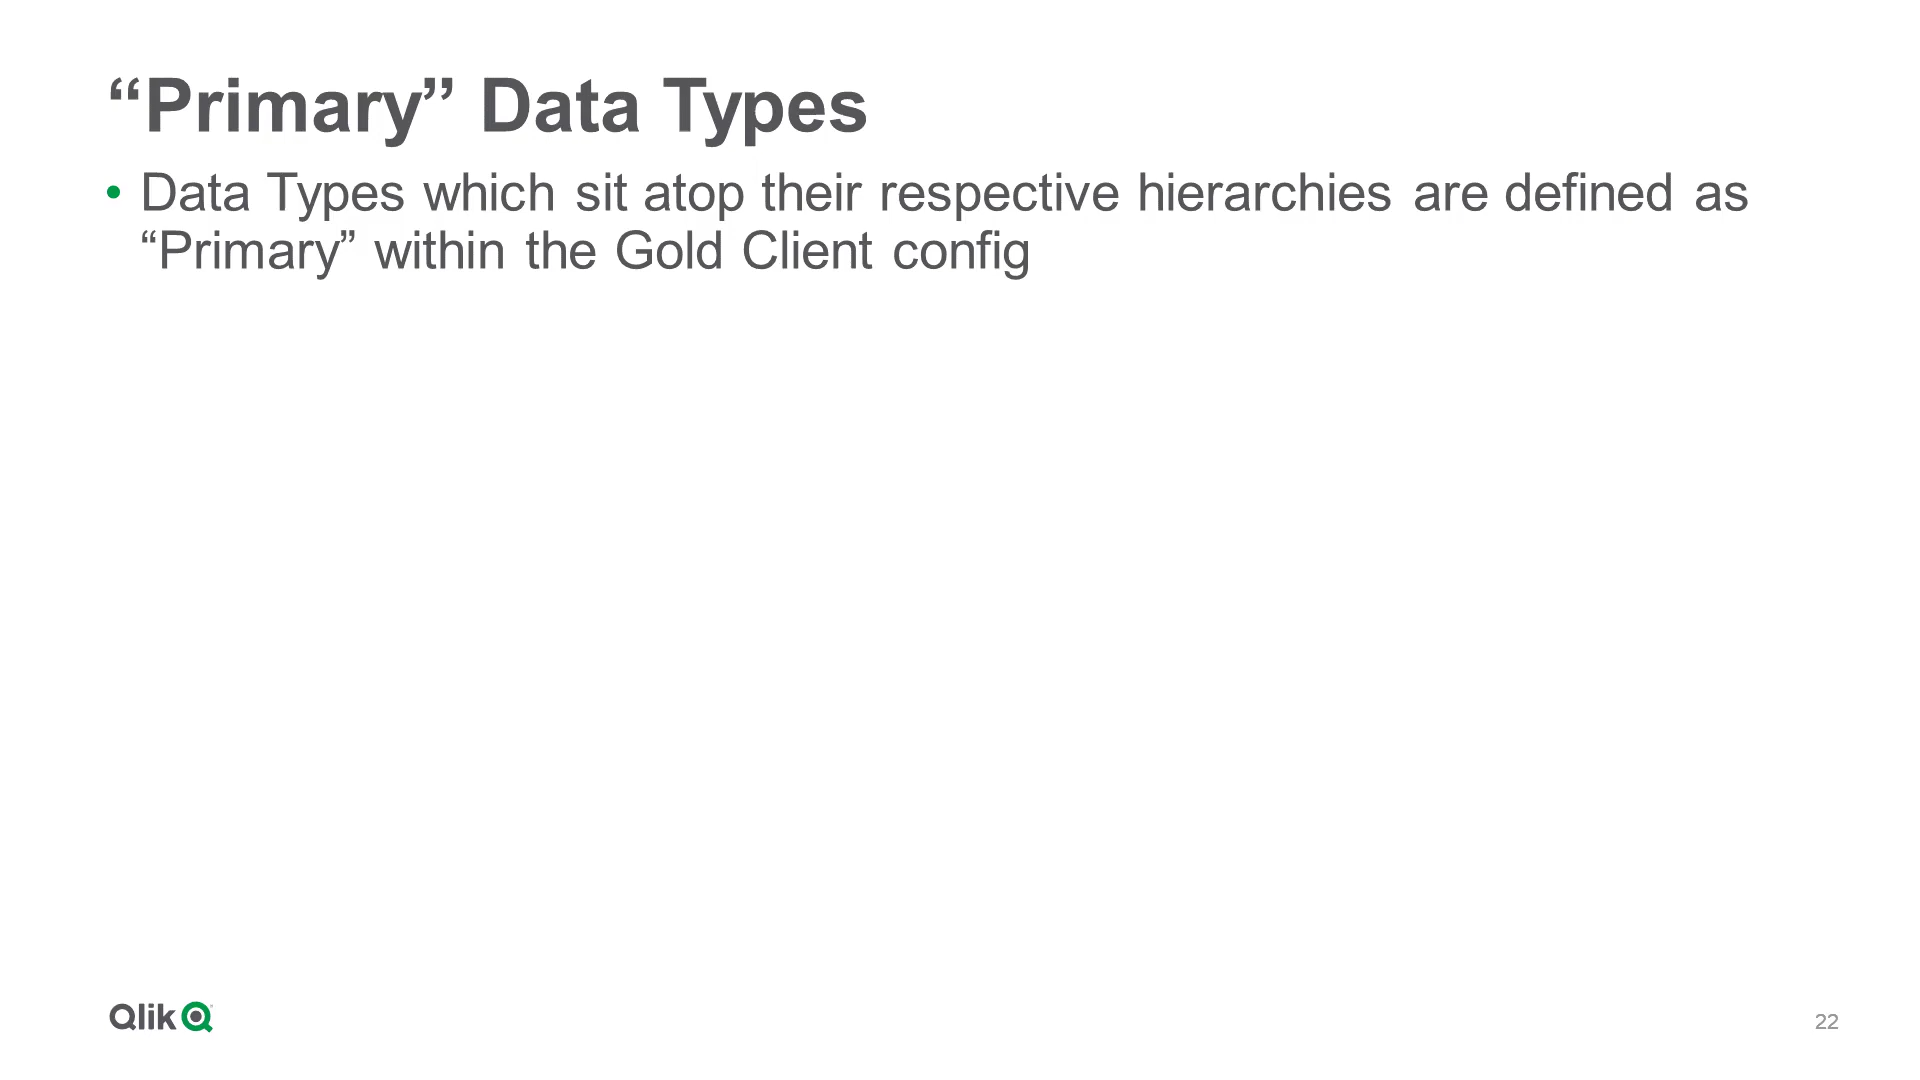 “Primary” Data Types
• Data Types which sit atop their respective hierarchies are defined as
“Primary” within the Gold Client config
Qlik
22